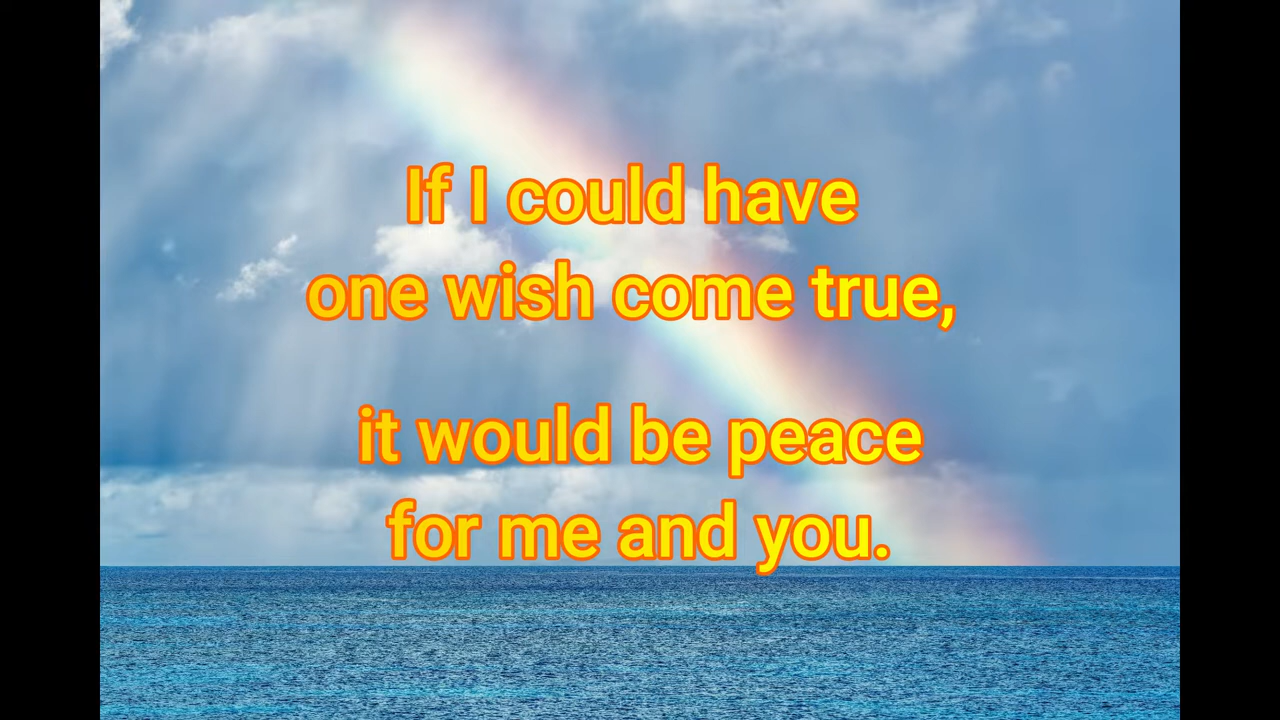 If I could have
one wish come true,
it would be peace
for me and you.